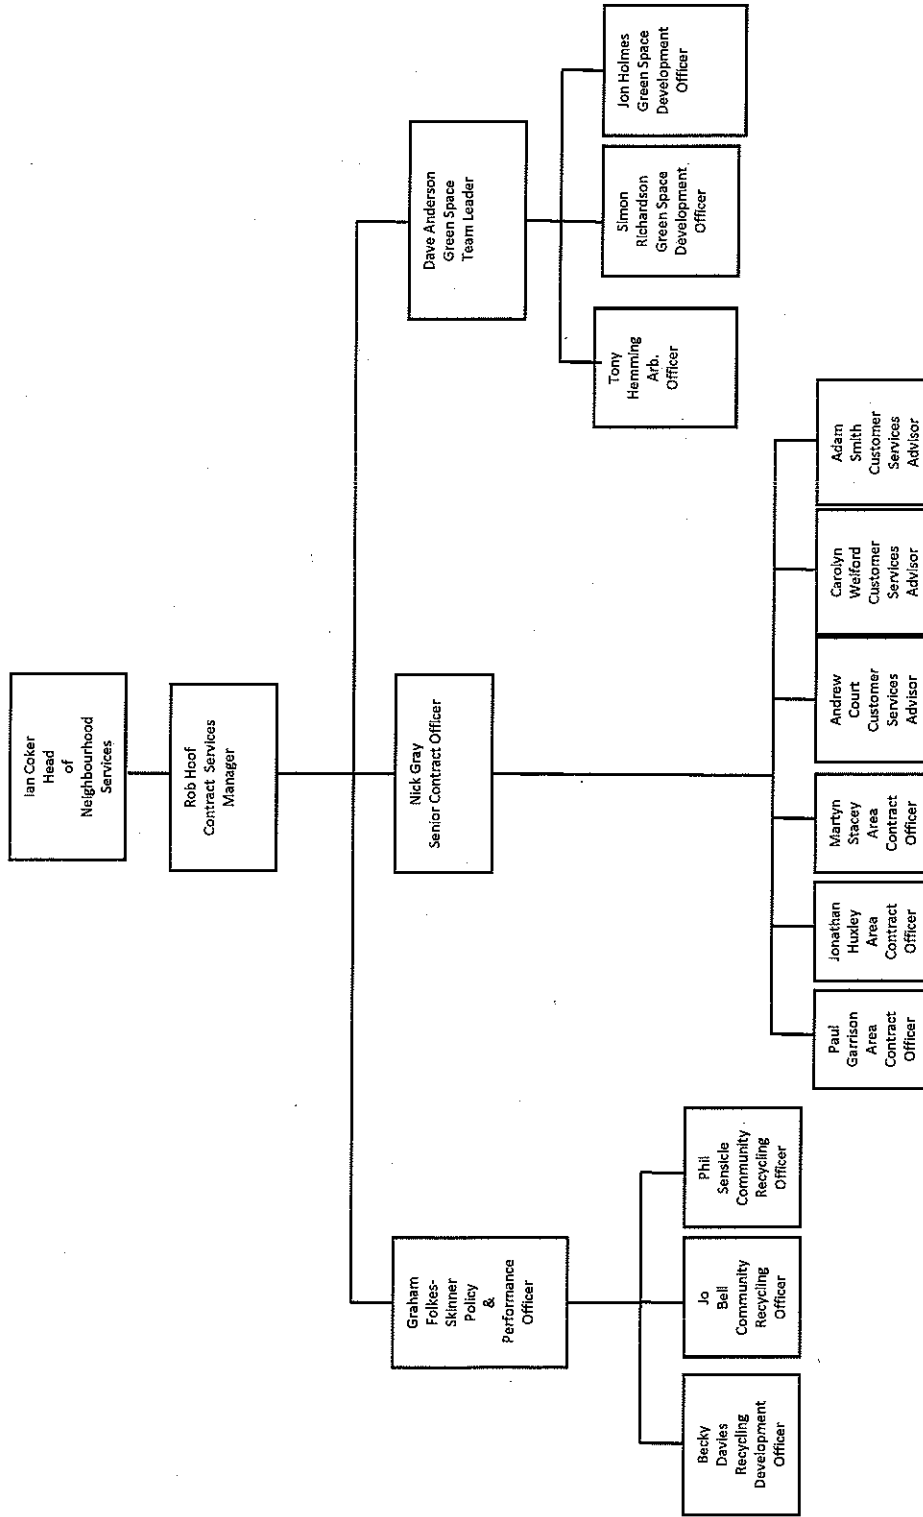 Ian Coker
Head
of
Neighbourhood
Services
Rob Hoof
Contract Services
Manager
Graham
Folkes-
Skinner
Policy
&
Performance
Officer
Nick Gray
Senior Contract Officer
Dave Anderson
Green Space
Team Leader
Becky
Davies
Recycling
Development
Officer
Jo
Bell
Community
Recycling
Officer
Phil
Sensicle
Community
Recycling
Officer
Paul
Garrison
Area
Contract
Officer
Jonathan
Huxley
Area
Contract
Officer
Martyn
Stacey
Area
Contract
Officer
Andrew
Court
Customer
Services
Advisor
Carolyn
Welford
Customer
Services
Advisor
Adam
Smith
Customer
Services
Advisor
Tony
Hemming
Arb.
Officer
Simon
Richardson
Green Space
Development
Officer
Jon Holmes
Green Space
Development
Officer